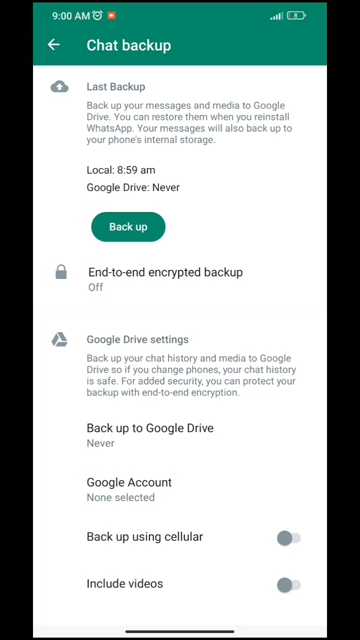 9:00 AM
Chat backup
Last Backup
Back up your messages and media to Google
Drive. You can restore them when you reinstall
WhatsApp. Your messages will also back up to
your phone's internal storage.
Local: 8:59 am
Google Drive: Never
Back up
End-to-end encrypted backup
Off
Google Drive settings
Back up your chat history and media to Google
Drive so if you change phones, your chat history
is safe. For added security, you can protect your
backup with end-to-end encryption.
Back up to Google Drive
Never
Google Account
None selected
Back up using cellular
Include videos